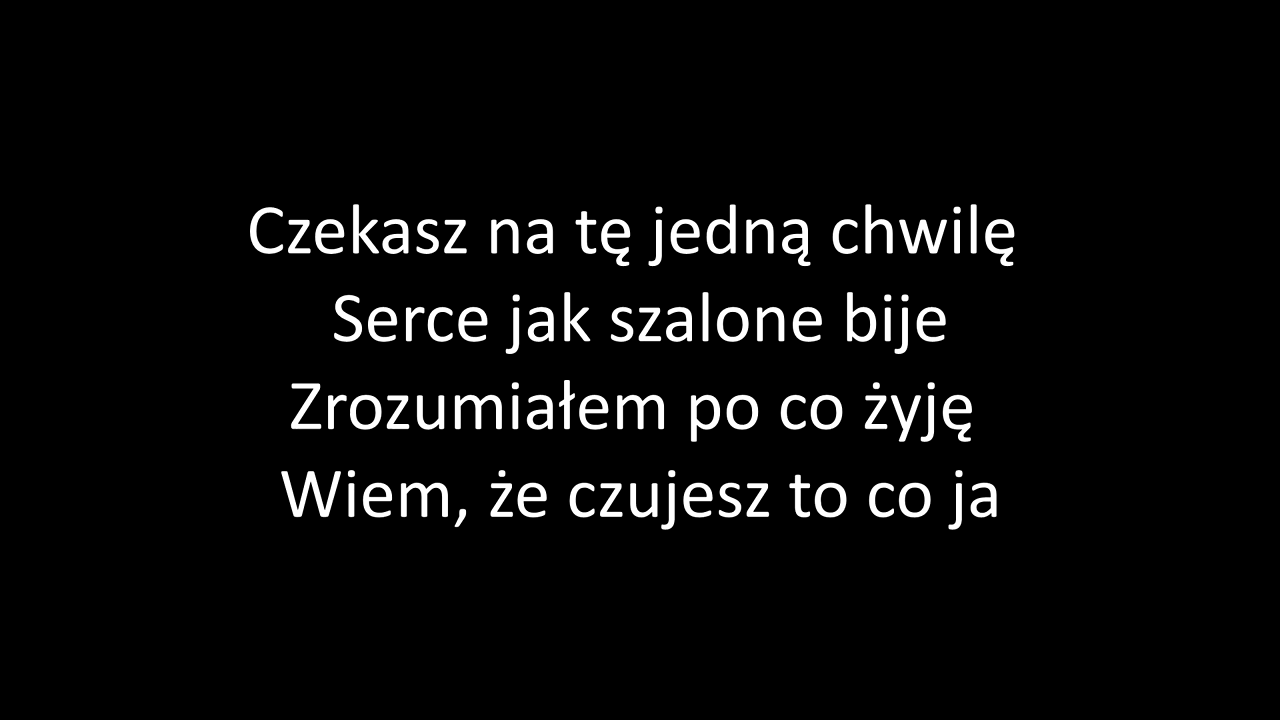 Czekasz na tę jedną chwilę
Serce jak szalone bije
Zrozumiałem po co żyję
Wiem, że czujesz to co ja